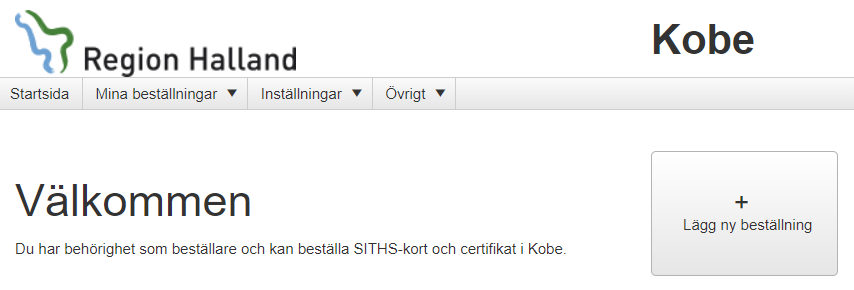 Region Halland
Kobe
Startsida Mina beställningar Inställningar Övrigt
Välkommen
Du har behörighet som beställare och kan beställa SITHS-kort och certifikat i Kobe.
+
Lägg ny beställning